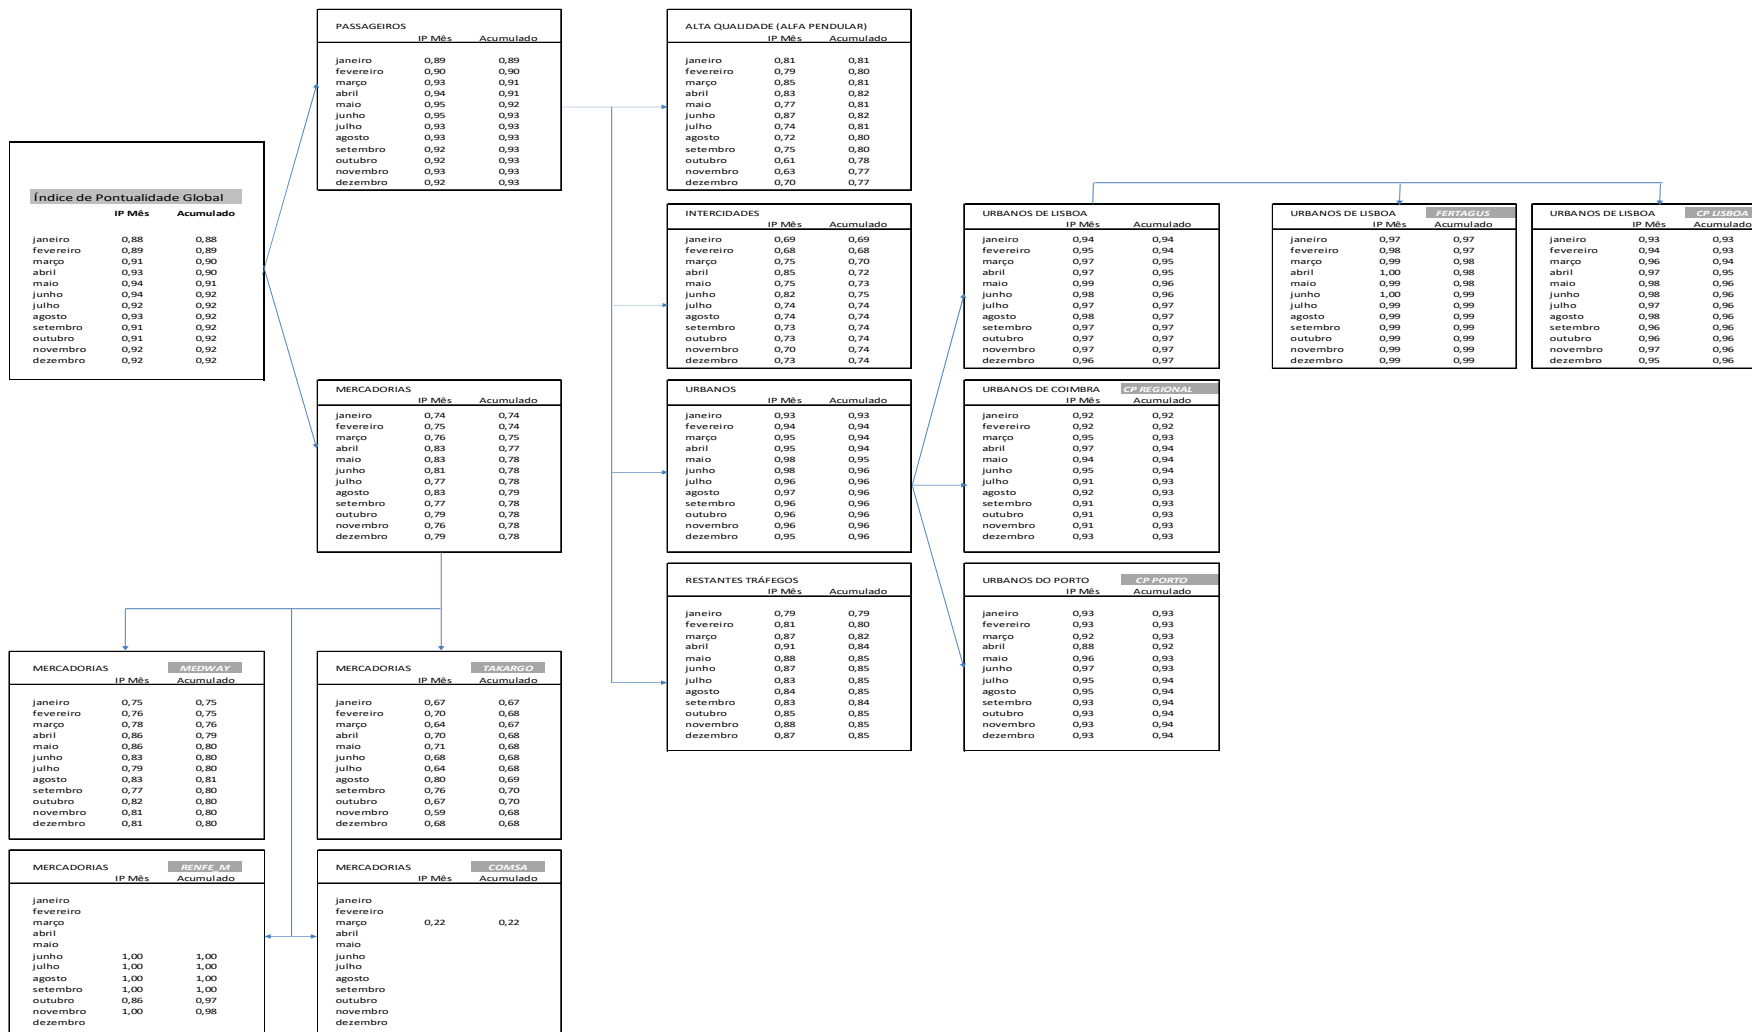 PASSAGEIROS
IP Mês Acumulado
janeiro 0,89 0,89
fevereiro 0,90 0,90
março 0,93 0,91
abril 0,94 0,91
maio 0,95 0,92
junho 0,95 0,93
julho 0,93 0,93
agosto 0,93 0,93
setembro 0,92 0,93
outubro 0,92 0,93
novembro 0,93 0,93
dezembro 0,92 0,93
ALTA QUALIDADE (ALFA PENDULAR)
IP Mês Acumulado
janeiro 0,81 0,81
fevereiro 0,79 0,80
março 0,85 0,81
abril 0,83 0,82
maio 0,77 0,81
junho 0,87 0,82
julho 0,74 0,81
agosto 0,72 0,80
setembro 0,75 0,80
outubro 0,61 0,78
novembro 0,63 0,77
dezembro 0,70 0,77
Índice de Pontualidade Global
IP Mês Acumulado
janeiro 0,88 0,88
fevereiro 0,89 0,89
março 0,91 0,90
abril 0,93 0,90
maio 0,94 0,91
junho 0,94 0,92
julho 0,92 0,92
agosto 0,93 0,92
setembro 0,91 0,92
outubro 0,91 0,92
novembro 0,92 0,92
dezembro 0,92 0,92
INTERCIDADES
IP Mês Acumulado
janeiro 0,69 0,69
fevereiro 0,68 0,68
março 0,75 0,70
abril 0,85 0,72
maio 0,75 0,73
junho 0,82 0,75
julho 0,74 0,74
agosto 0,74 0,74
setembro 0,73 0,74
outubro 0,73 0,74
novembro 0,70 0,74
dezembro 0,73 0,74
URBANOS DE LISBOA
IP Mês Acumulado
janeiro 0,94 0,94
fevereiro 0,95 0,94
março 0,97 0,95
abril 0,97 0,95
maio 0,99 0,96
junho 0,98 0,96
julho 0,97 0,97
agosto 0,98 0,97
setembro 0,97 0,97
outubro 0,97 0,97
novembro 0,97 0,97
dezembro 0,96 0,97
URBANOS DE LISBOA FERTAGUS
IP Mês Acumulado
janeiro 0,97 0,97
fevereiro 0,98 0,97
março 0,99 0,98
abril 1,00 0,98
maio 0,99 0,98
junho 1,00 0,99
julho 0,99 0,99
agosto 0,99 0,99
setembro 0,99 0,99
outubro 0,99 0,99
novembro 0,99 0,99
dezembro 0,99 0,99
URBANOS DE LISBOA CP LISBOA
IP Mês Acumulado
janeiro 0,93 0,93
fevereiro 0,94 0,93
março 0,96 0,94
abril 0,97 0,95
maio 0,98 0,96
junho 0,98 0,96
julho 0,97 0,96
agosto 0,98 0,96
setembro 0,96 0,96
outubro 0,96 0,96
novembro 0,97 0,96
dezembro 0,95 0,96
MERCADORIAS
IP Mês Acumulado
janeiro 0,74 0,74
fevereiro 0,75 0,74
março 0,76 0,75
abril 0,83 0,77
maio 0,83 0,78
junho 0,81 0,78
julho 0,77 0,78
agosto 0,83 0,79
setembro 0,77 0,78
outubro 0,79 0,78
novembro 0,76 0,78
dezembro 0,79 0,78
URBANOS
IP Mês Acumulado
janeiro 0,93 0,93
fevereiro 0,94 0,94
março 0,95 0,94
abril 0,95 0,94
maio 0,98 0,95
junho 0,98 0,96
julho 0,96 0,96
agosto 0,97 0,96
setembro 0,96 0,96
outubro 0,96 0,96
novembro 0,96 0,96
dezembro 0,95 0,96
URBANOS DE COIMBRA CP REGIONAL
IP Mês Acumulado
janeiro 0,92 0,92
fevereiro 0,92 0,92
março 0,95 0,93
abril 0,97 0,94
maio 0,94 0,94
junho 0,95 0,94
julho 0,91 0,93
agosto 0,92 0,93
setembro 0,91 0,93
outubro 0,91 0,93
novembro 0,91 0,93
dezembro 0,93 0,93
RESTANTES TRÁFEGOS
IP Mês Acumulado
janeiro 0,79 0,79
fevereiro 0,81 0,80
março 0,87 0,82
abril 0,91 0,84
maio 0,88 0,85
junho 0,87 0,85
julho 0,83 0,85
agosto 0,84 0,85
setembro 0,83 0,84
outubro 0,85 0,85
novembro 0,88 0,85
dezembro 0,87 0,85
URBANOS DO PORTO CP PORTO
IP Mês Acumulado
janeiro 0,93 0,93
fevereiro 0,93 0,93
março 0,92 0,93
abril 0,88 0,92
maio 0,96 0,93
junho 0,97 0,93
julho 0,95 0,94
agosto 0,95 0,94
setembro 0,93 0,94
outubro 0,93 0,94
novembro 0,93 0,94
dezembro 0,93 0,94
MERCADORIAS MEDWAY
IP Mês Acumulado
janeiro 0,75 0,75
fevereiro 0,76 0,75
março 0,78 0,76
abril 0,86 0,79
maio 0,86 0,80
junho 0,83 0,80
julho 0,79 0,80
agosto 0,83 0,81
setembro 0,77 0,80
outubro 0,82 0,80
novembro 0,81 0,80
dezembro 0,81 0,80
MERCADORIAS TAKARGO
IP Mês Acumulado
janeiro 0,67 0,67
fevereiro 0,70 0,68
março 0,64 0,67
abril 0,70 0,68
maio 0,71 0,68
junho 0,68 0,68
julho 0,64 0,68
agosto 0,80 0,69
setembro 0,76 0,70
outubro 0,67 0,70
novembro 0,59 0,68
dezembro 0,68 0,68
MERCADORIAS RENFE_M
IP Mês Acumulado
janeiro
fevereiro
março
abril
maio
junho 1,00 1,00
julho 1,00 1,00
agosto 1,00 1,00
setembro 1,00 1,00
outubro 0,86 0,97
novembro 1,00 0,98
dezembro
MERCADORIAS COMSA
IP Mês Acumulado
janeiro
fevereiro
março 0,22 0,22
abril
maio
junho
julho
agosto
setembro
outubro
novembro
dezembro